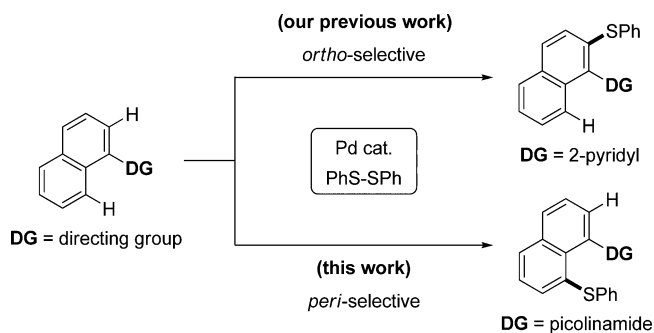 (our previous work)
ortho-selective
SPh
DG
H
DG = 2-pyridyl
H
DG
H
DG = directing group
Pd cat.
PhS-SPh
(this work)
peri-selective
H
DG
SPh
DG = picolinamide